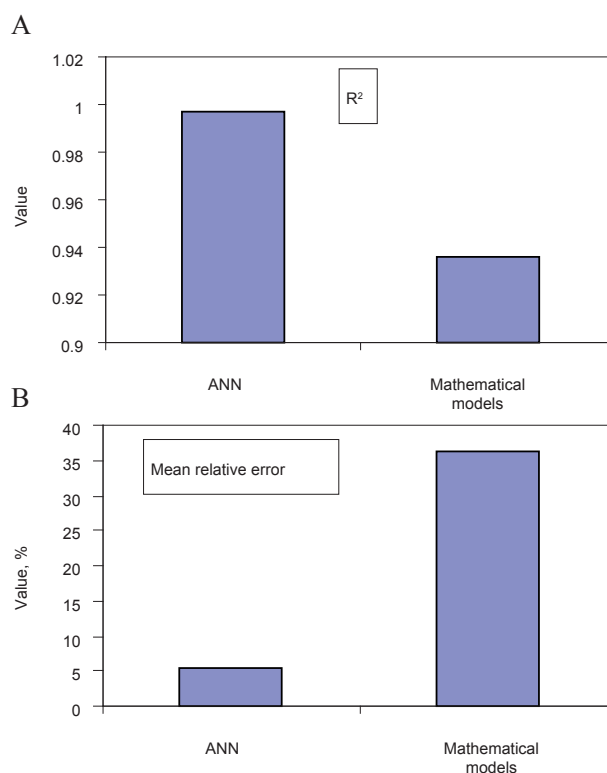 A
1.02
R²
1
0.98
0.96
Value
0.94
0.92
0.9
ANN
Mathematical
models
B
40
Mean relative error
35
30
25
Value, %
20
15
10
5
0
ANN
Mathematical
models